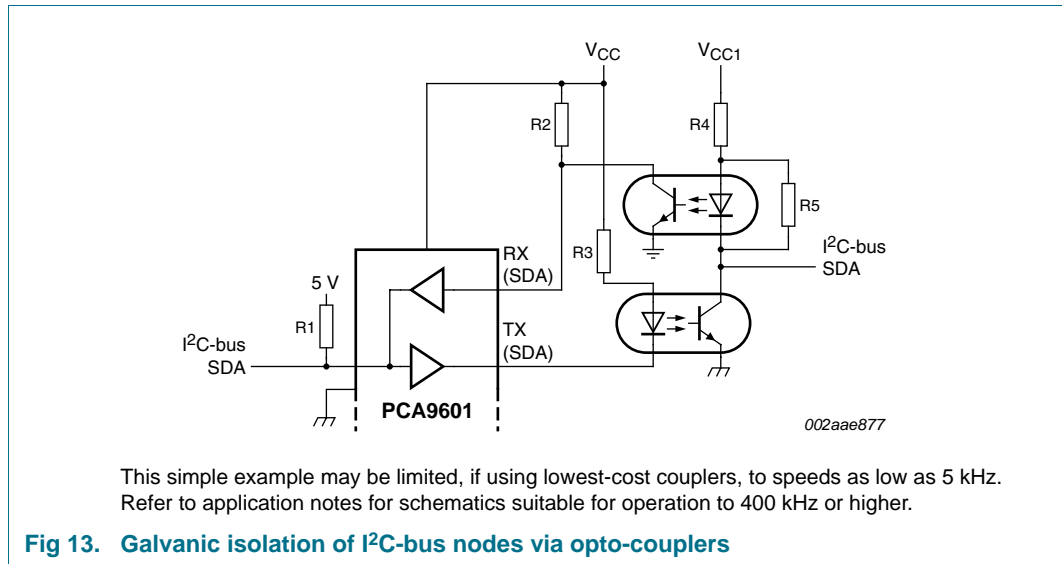 VCC
VCC1
R2
R4
R5
R3
RX
(SDA)
I²C-bus
SDA
5 V
R1
TX
(SDA)
I²C-bus
SDA
PCA9601
002aae877
This simple example may be limited, if using lowest-cost couplers, to speeds as low as 5 kHz.
Refer to application notes for schematics suitable for operation to 400 kHz or higher.
Fig 13. Galvanic isolation of I²C-bus nodes via opto-couplers